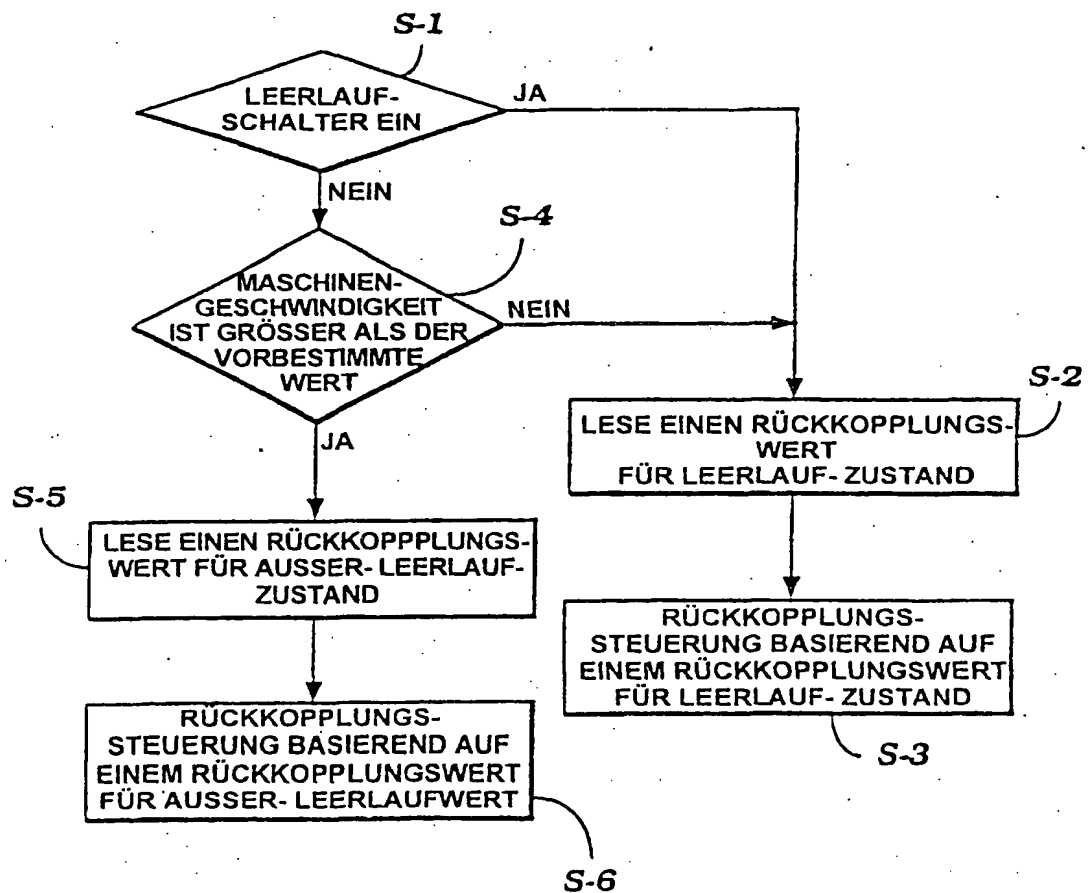 S-1
LEERLAUF-
SCHALTER EIN
JA
NEIN
S-4
MASCHINEN-
GESCHWINDIGKEIT
IST GRÖSSER ALS DER
VORBESTIMMTE
WERT
NEIN
JA
S-2
LESE EINEN RÜCKKOPPLUNGS-
WERT
FÜR LEERLAUF- ZUSTAND
S-5
LESE EINEN RÜCKKOPPPLUNGS-
WERT FÜR AUSSER- LEERLAUF-
ZUSTAND
RÜCKKOPPLUNGS-
STEUERUNG BASIEREND AUF
EINEM RÜCKKOPPLUNGSWERT
FÜR LEERLAUF- ZUSTAND
S-3
RÜCKKOPPLUNGS-
STEUERUNG BASIEREND AUF
EINEM RÜCKKOPPLUNGSWERT
FÜR AUSSER- LEERLAUFWERT
S-6